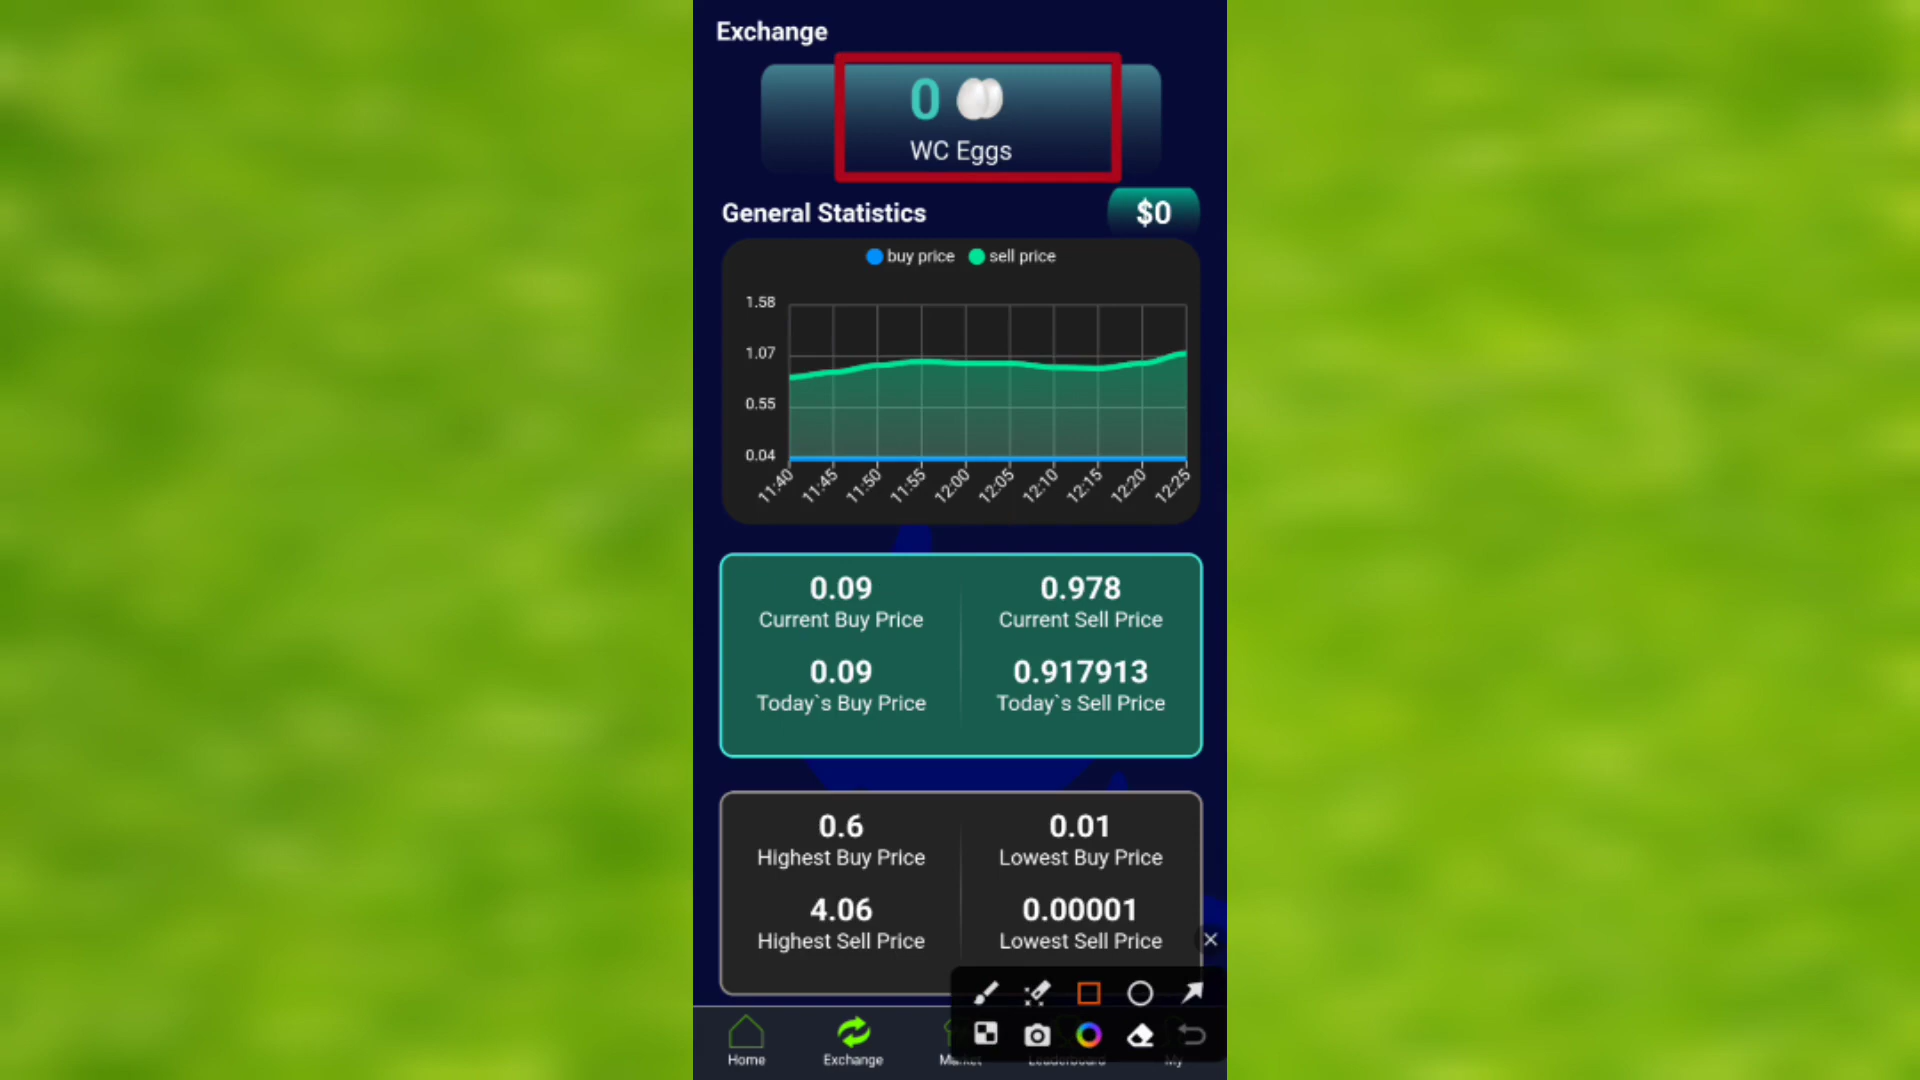 Exchange
0
WC Eggs
General Statistics
$0
buy price sell price
1.58
1.07
0.55
0.04
11:40 11:45 11:50 11:55 12:00 12:05 12:10 12:15 12:20 12:25
0.09 0.978
Current Buy Price Current Sell Price
0.09 0.917913
Today`s Buy Price Today`s Sell Price
0.6 0.01
Highest Buy Price Lowest Buy Price
4.06 0.00001
Highest Sell Price Lowest Sell Price
Home Exchange Market Leaderboard My